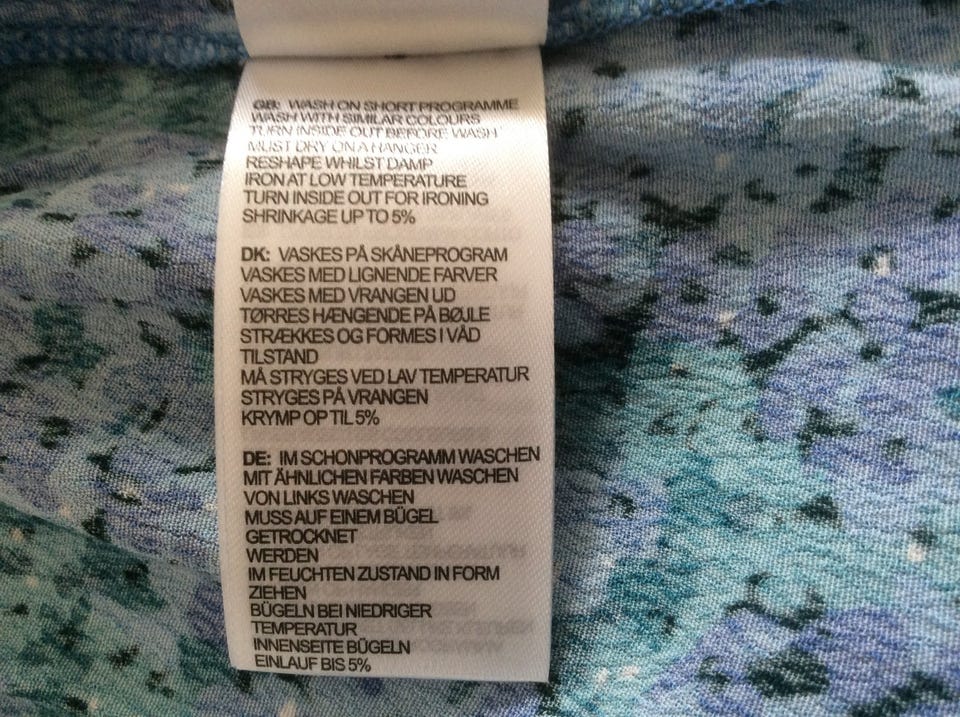 GB: WASH ON SHORT PROGRAMME
WASH WITH SIMILAR COLOURS
TURN INSIDE OUT BEFORE WASH
MUST DRY ON A HANGER
RESHAPE WHILST DAMP
IRON AT LOW TEMPERATURE
TURN INSIDE OUT FOR IRONING
SHRINKAGE UP TO 5%
DK: VASKES PÅ SKÅNEPROGRAM
VASKES MED LIGNENDE FARVER
VASKES MED VRANGEN UD
TØRRES HÆNGENDE PÅ BØJLE
STRÆKKES OG FORMES I VÅD
TILSTAND
MÅ STRYGES VED LAV TEMPERATUR
STRYGES PÅ VRANGEN
KRYMP OP TIL 5%
DE: IM SCHONPROGRAMM WASCHEN
MIT ÄHNLICHEN FARBEN WASCHEN
VON LINKS WASCHEN
MUSS AUF EINEM BÜGEL
GETROCKNET
WERDEN
IM FEUCHTEN ZUSTAND IN FORM
ZIEHEN
BÜGELN BEI NIEDRIGER
TEMPERATUR
INNENSEITE BÜGELN
EINLAUF BIS 5%